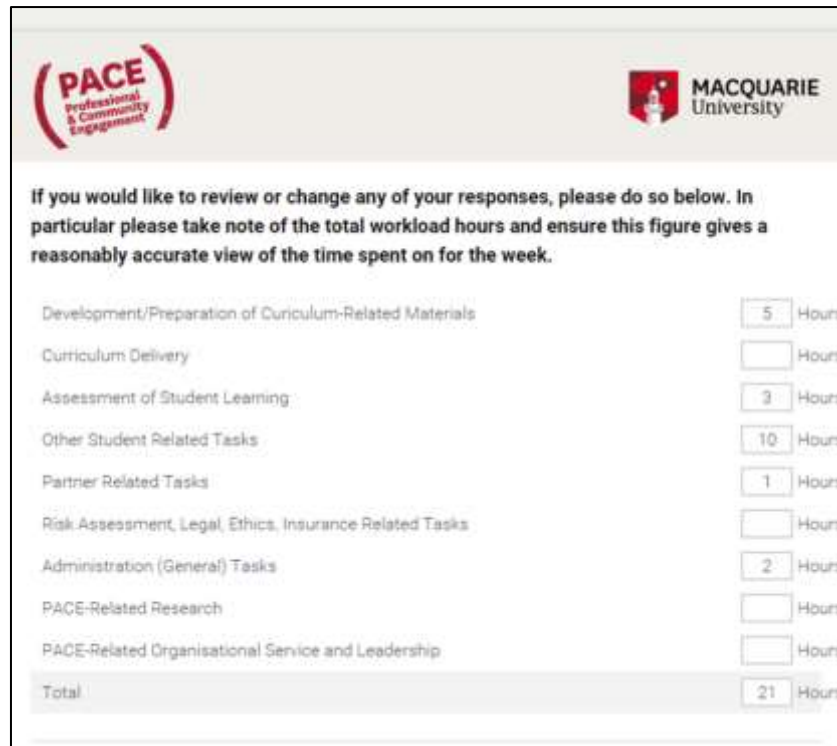 PACE
Professional
& Community
Engagement
MACQUARIE
University
If you would like to review or change any of your responses, please do so below. In
particular please take note of the total workload hours and ensure this figure gives a
reasonably accurate view of the time spent on for the week.
Development/Preparation of Curiculum-Related Materials 5 Hours
Curriculum Delivery Hours
Assessment of Student Learning 3 Hours
Other Student Related Tasks 10 Hours
Partner Related Tasks 1 Hours
Risk Assessment, Legal, Ethics, Insurance Related Tasks Hours
Administration (General) Tasks 2 Hours
PACE-Related Research Hours
PACE-Related Organisational Service and Leadership Hours
Total 21 Hours